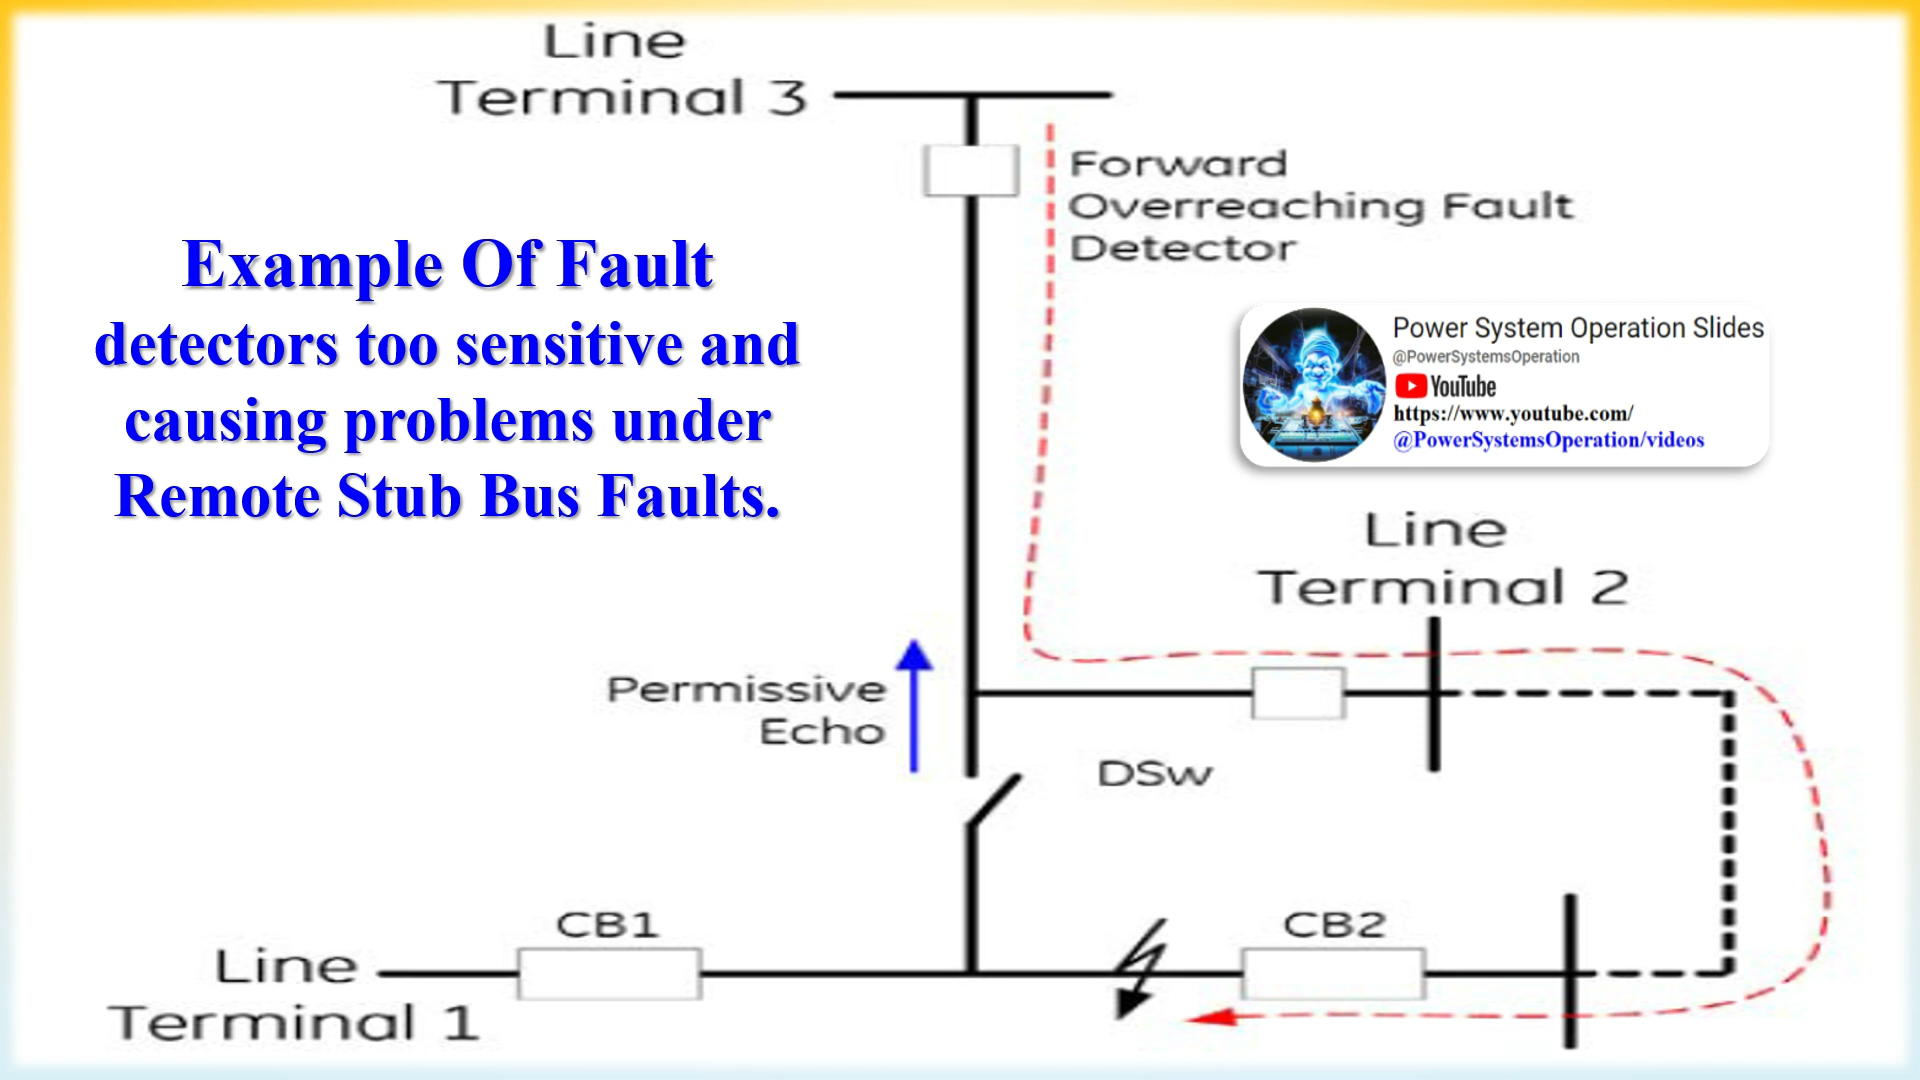 Line
Terminal 3
Forward
Overreaching Fault
Detector
Example Of Fault
detectors too sensitive and
causing problems under
Remote Stub Bus Faults.
Power System Operation Slides
@PowerSystemsOperation
YouTube
https://www.youtube.com/
@PowerSystemsOperation/videos
Line
Terminal 2
Permissive
Echo
DSw
CB1
CB2
Line
Terminal 1